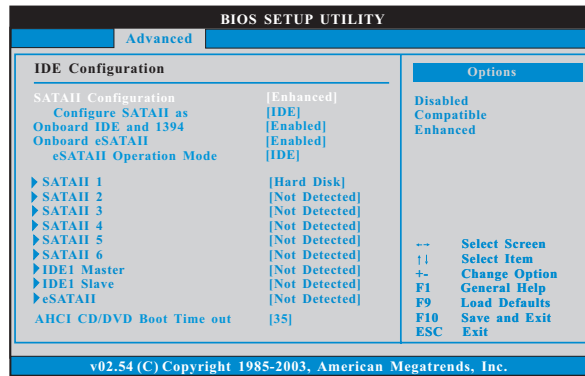 BIOS SETUP UTILITY
Advanced
IDE Configuration
SATAII Configuration [Enhanced]
Configure SATAII as [IDE]
Onboard IDE and 1394 [Enabled]
Onboard eSATAII [Enabled]
eSATAII Operation Mode [IDE]
SATAII 1 [Hard Disk]
SATAII 2 [Not Detected]
SATAII 3 [Not Detected]
SATAII 4 [Not Detected]
SATAII 5 [Not Detected]
SATAII 6 [Not Detected]
IDE1 Master [Not Detected]
IDE1 Slave [Not Detected]
eSATAII [Not Detected]
AHCI CD/DVD Boot Time out [35]
Options
Disabled
Compatible
Enhanced
←→ Select Screen
↑↓ Select Item
+- Change Option
F1 General Help
F9 Load Defaults
F10 Save and Exit
ESC Exit
v02.54 (C) Copyright 1985-2003, American Megatrends, Inc.